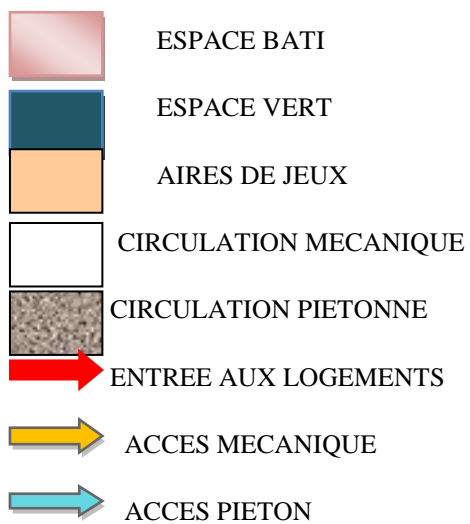 ESPACE BATI
ESPACE VERT
AIRES DE JEUX
CIRCULATION MECANIQUE
CIRCULATION PIETONNE
ENTREE AUX LOGEMENTS
ACCES MECANIQUE
ACCES PIETON